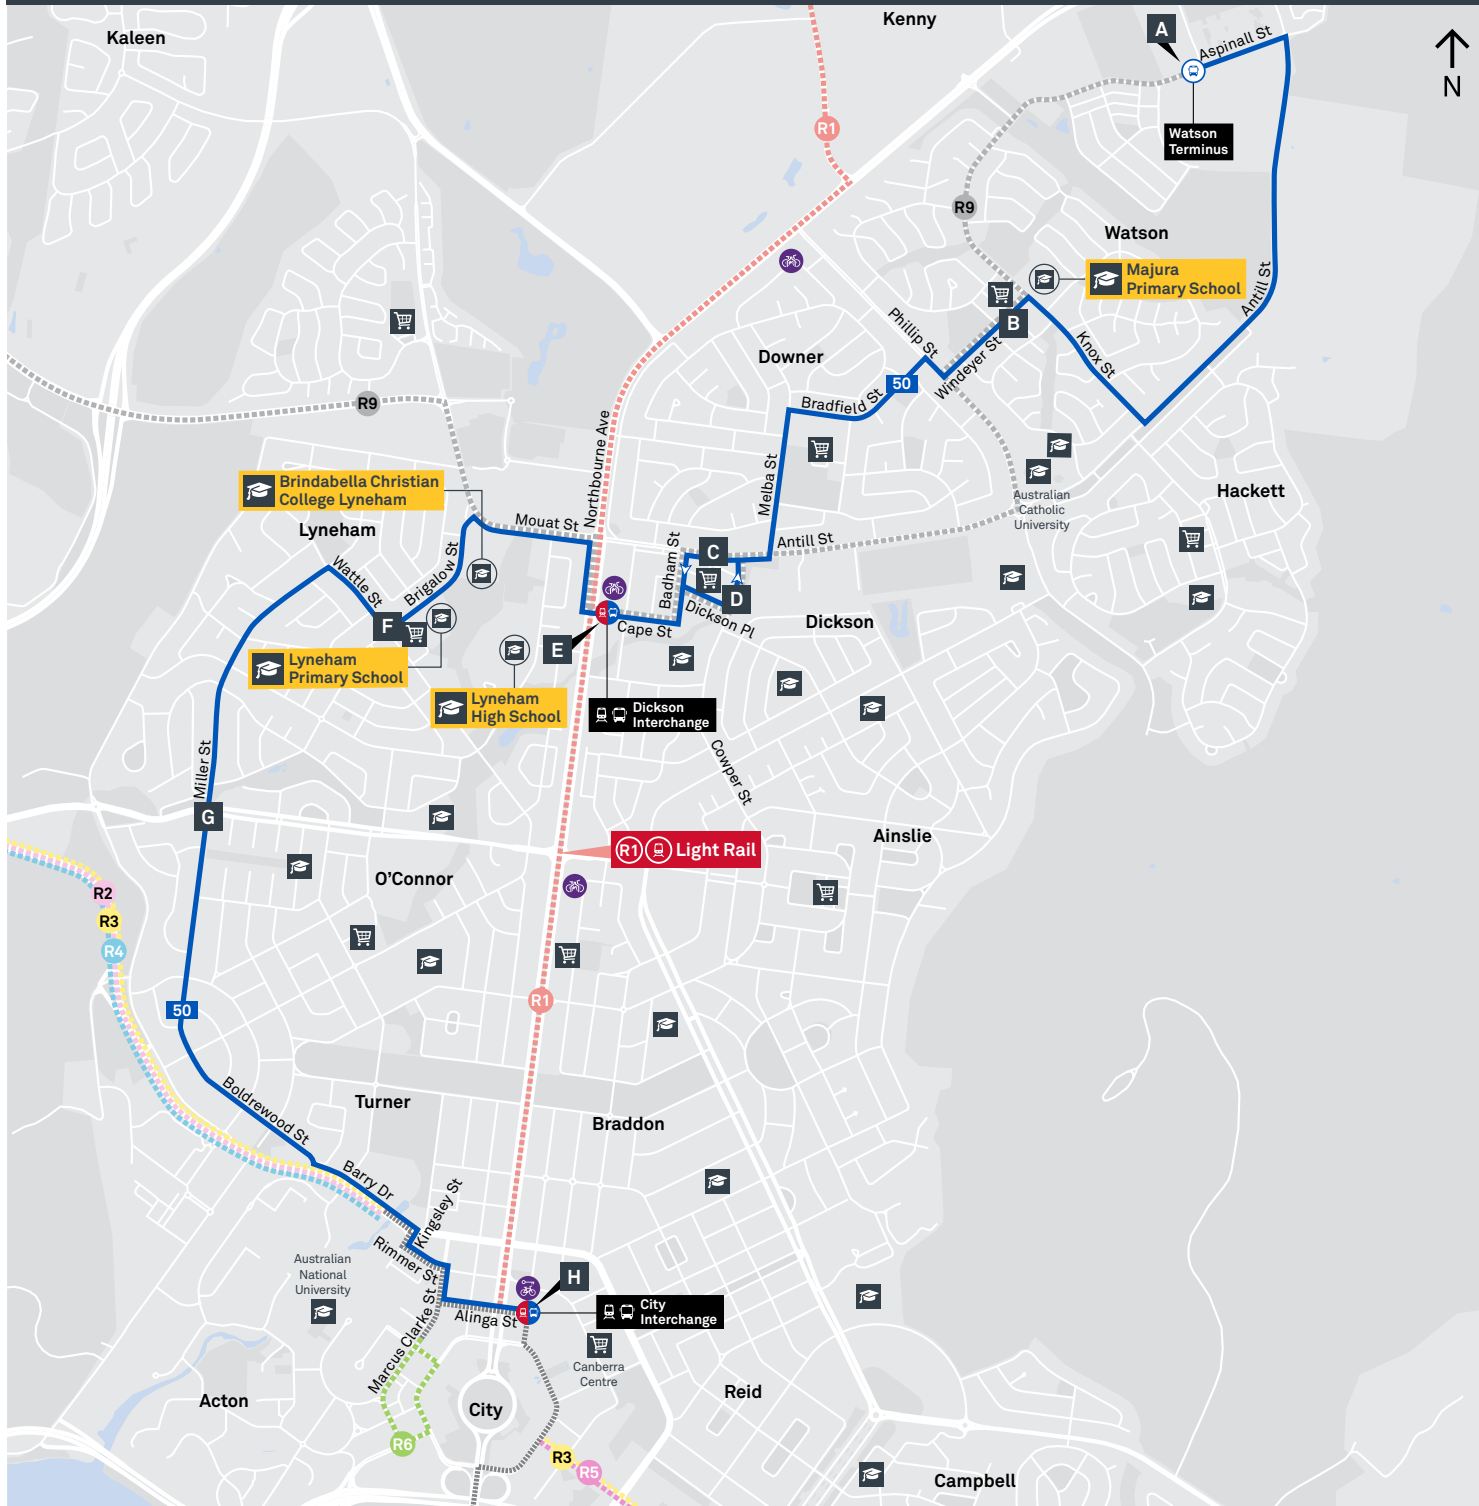 Kenny
Kaleen
A
Aspinall St
N
Watson
Terminus
R1
R9
Watson
Majura
Primary School
Antill St
B
Phillip St
Windeyer St
Knox St
Downer
50
Bradfield St
R9
Northbourne Ave
Melba St
Brindabella Christian
College Lyneham
Hackett
Australian
Catholic
University
Lyneham
Mouat St
Antill St
C
Badham St
Wattle St
Brigalow St
D
Dickson Pl
F
Cape St
Dickson
E
Lyneham
Primary School
Lyneham
High School
Dickson
Interchange
Cowper St
Miller St
G
Ainslie
R1
Light Rail
O'Connor
R2
R3
R4
R1
50
Boldrewood St
Turner
Braddon
Barry Dr
Kingsley St
Rimmer St
Australian
National
University
H
City
Interchange
Alinga St
Marcus Clarke St
Canberra
Centre
Reid
Acton
City
R6
R3
R5
Campbell